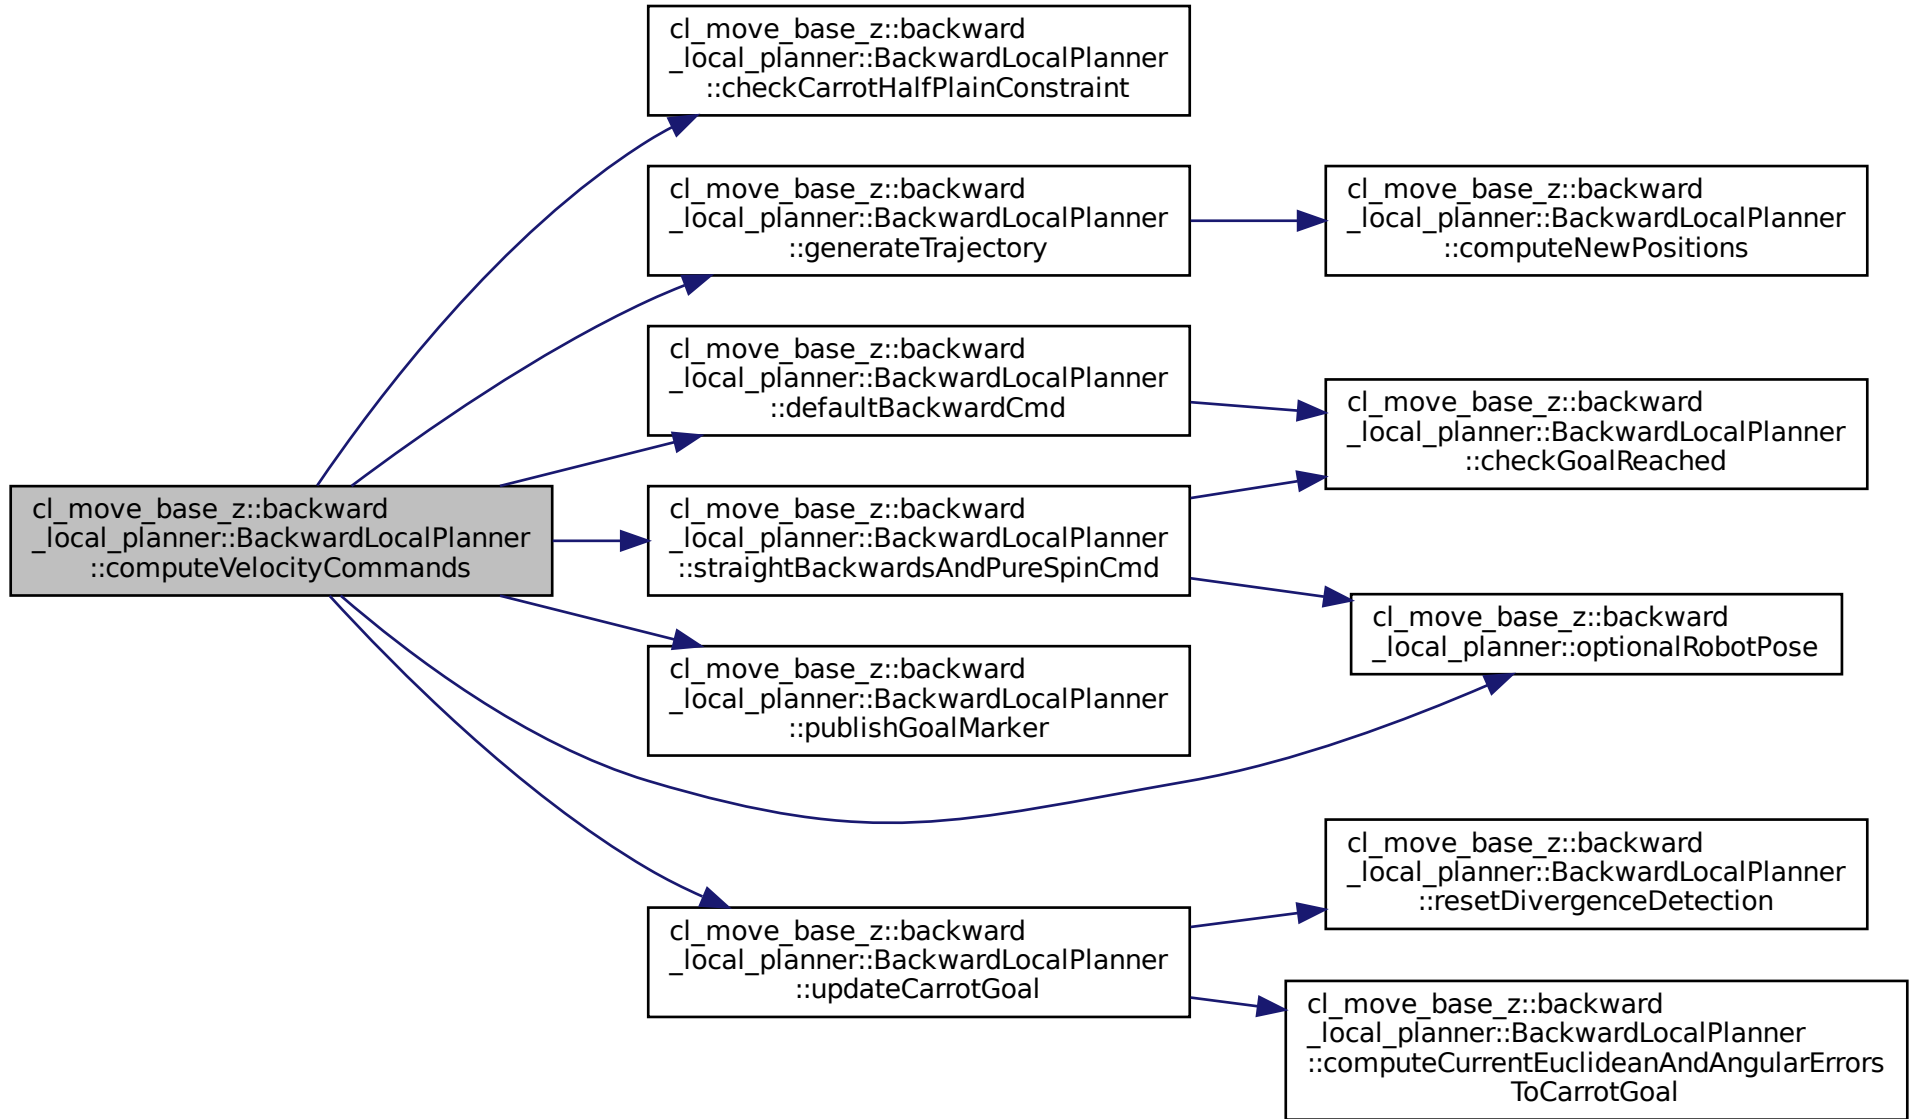 cl_move_base_z::backward
_local_planner::BackwardLocalPlanner
::computeVelocityCommands
cl_move_base_z::backward
_local_planner::BackwardLocalPlanner
::checkCarrotHalfPlainConstraint
cl_move_base_z::backward
_local_planner::BackwardLocalPlanner
::generateTrajectory
cl_move_base_z::backward
_local_planner::BackwardLocalPlanner
::defaultBackwardCmd
cl_move_base_z::backward
_local_planner::BackwardLocalPlanner
::straightBackwardsAndPureSpinCmd
cl_move_base_z::backward
_local_planner::BackwardLocalPlanner
::publishGoalMarker
cl_move_base_z::backward
_local_planner::BackwardLocalPlanner
::updateCarrotGoal
cl_move_base_z::backward
_local_planner::BackwardLocalPlanner
::computeNewPositions
cl_move_base_z::backward
_local_planner::BackwardLocalPlanner
::checkGoalReached
cl_move_base_z::backward
_local_planner::optionalRobotPose
cl_move_base_z::backward
_local_planner::BackwardLocalPlanner
::resetDivergenceDetection
cl_move_base_z::backward
_local_planner::BackwardLocalPlanner
::computeCurrentEuclideanAndAngularErrors
ToCarrotGoal